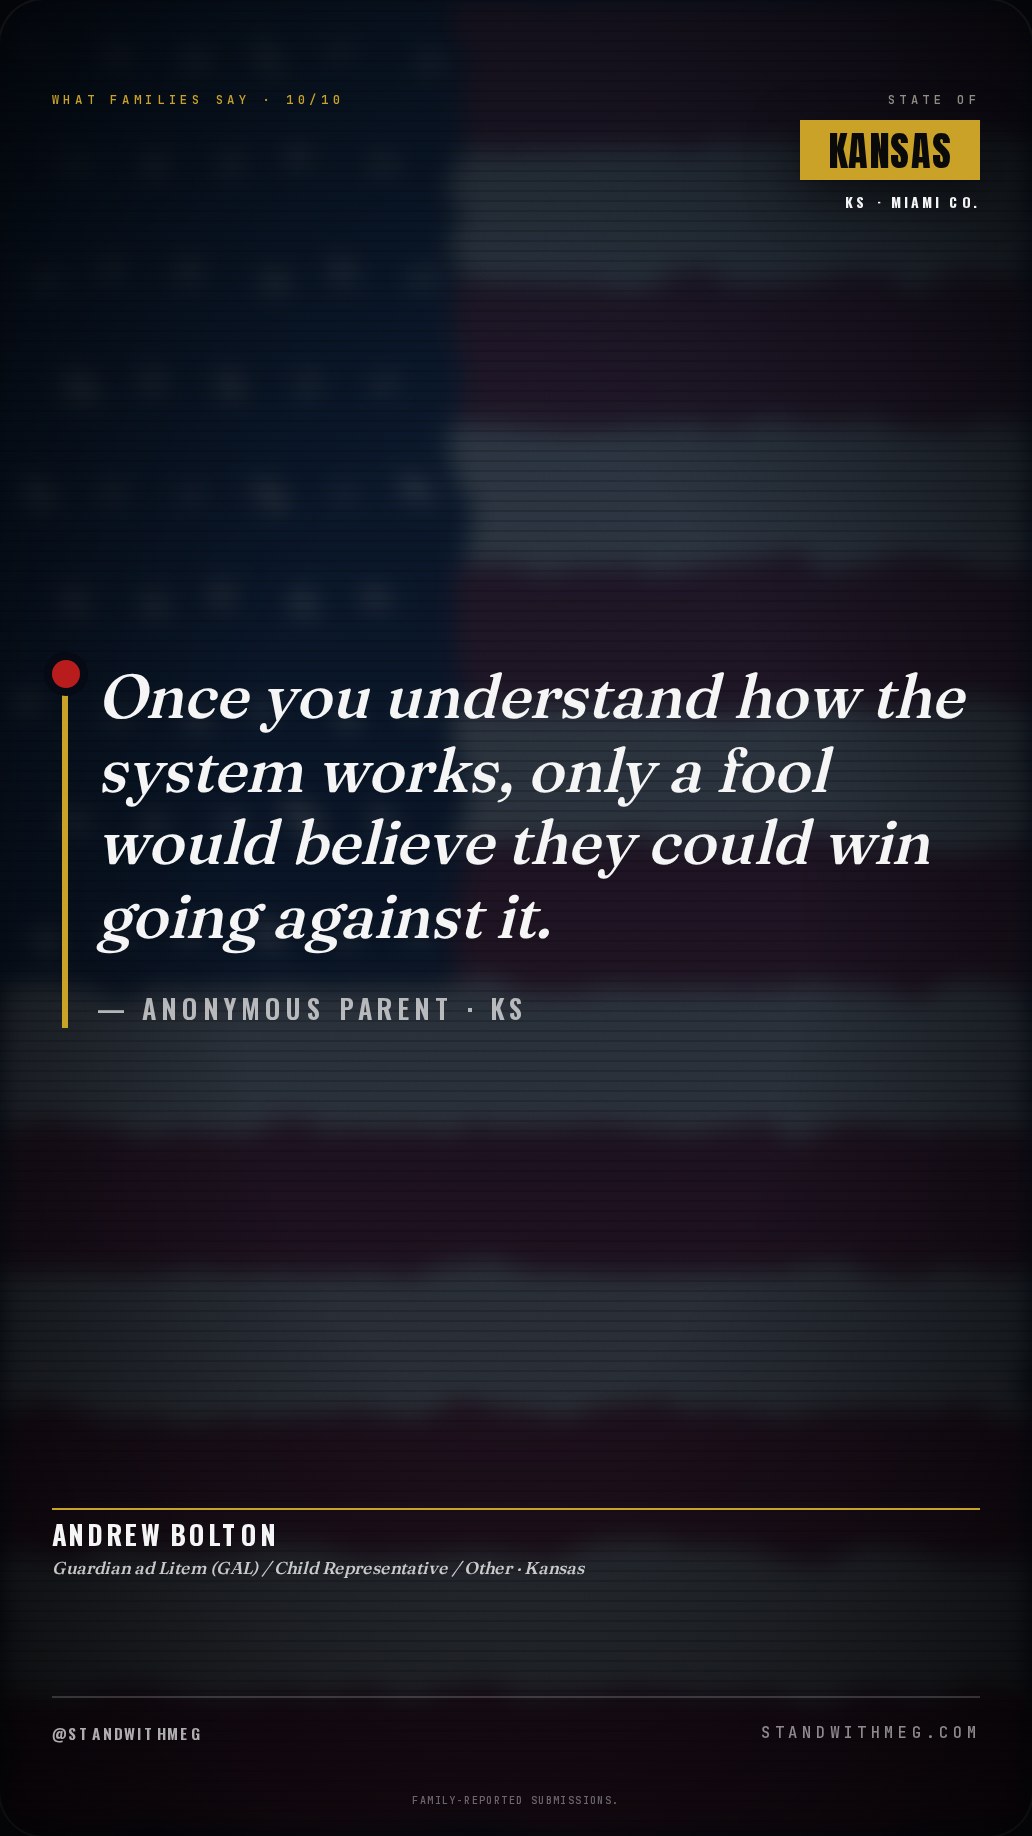 WHAT FAMILIES SAY · 10/10
STATE OF
KANSAS
KS · MIAMI CO.
Once you understand how the
system works, only a fool
would believe they could win
going against it.
— ANONYMOUS PARENT · KS
ANDREW BOLTON
Guardian ad Litem (GAL) / Child Representative / Other · Kansas
@STANDWITHMEG
STANDWITHMEG.COM
FAMILY-REPORTED SUBMISSIONS.